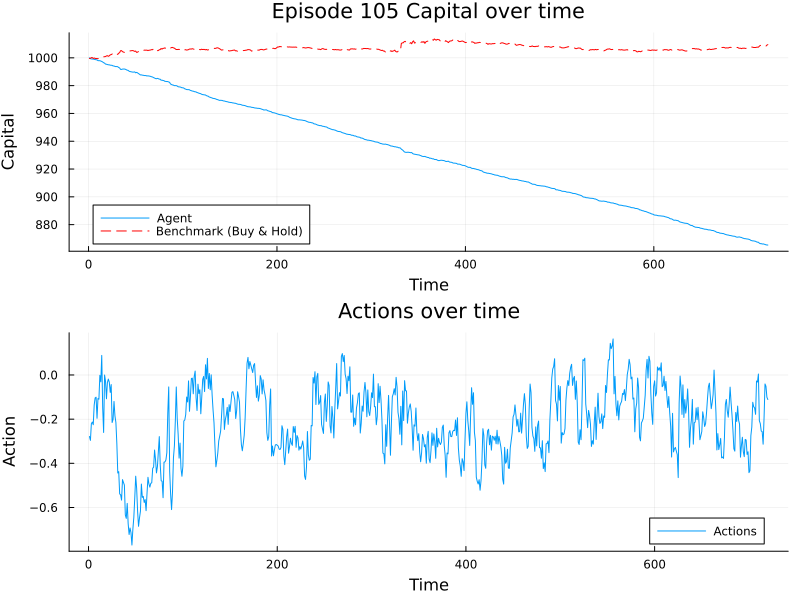 Episode 105 Capital over time
1000
980
960
940
920
900
880
Capital
Agent
Benchmark (Buy & Hold)
0
200
400
600
Time
Actions over time
0.0
−0.2
−0.4
−0.6
Action
Actions
0
200
400
600
Time